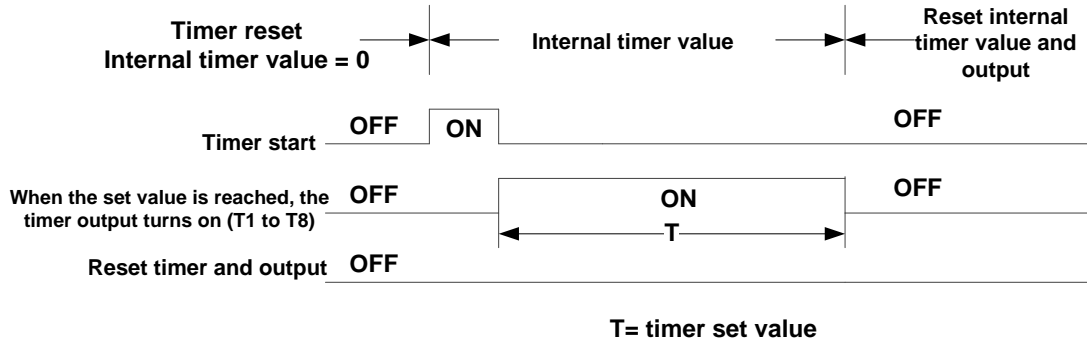 Timer reset
Internal timer value = 0
Internal timer value
Reset internal
timer value and
output
Timer start
OFF
ON
OFF
When the set value is reached, the
timer output turns on (T1 to T8)
OFF
ON
OFF
T
Reset timer and output
OFF
T= timer set value